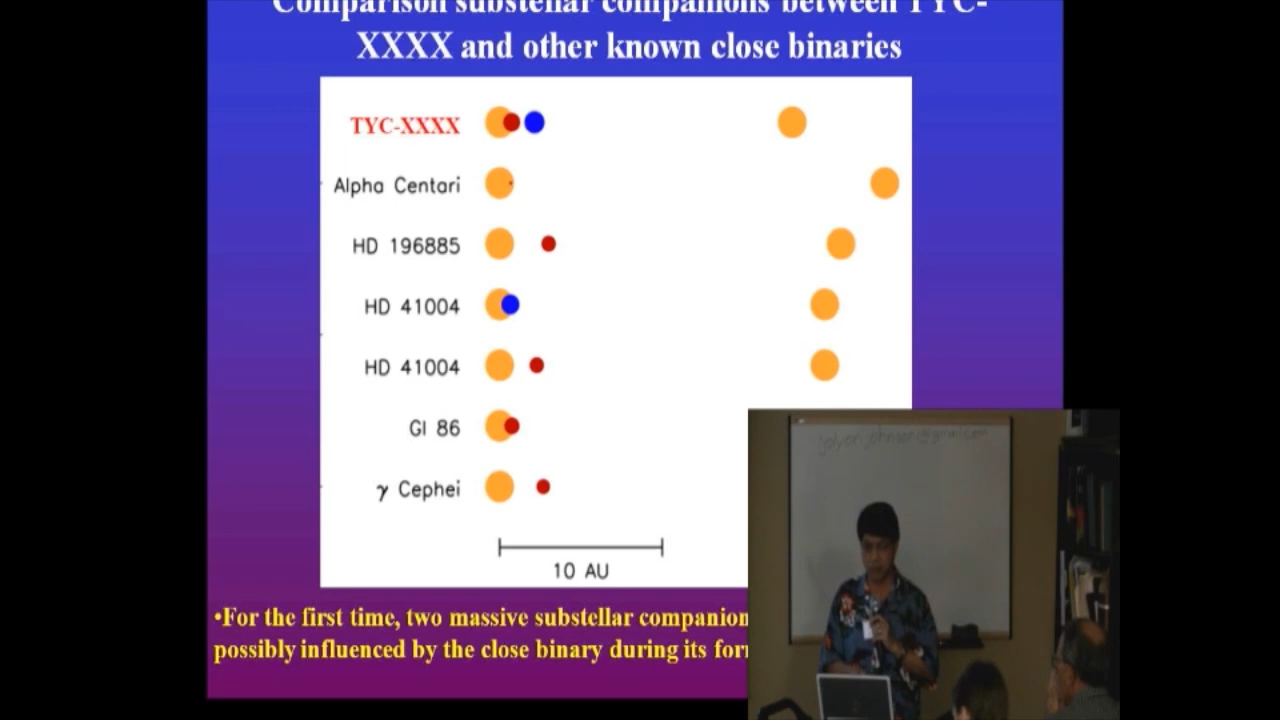 Comparison substellar companions between TYC-
XXXX and other known close binaries
TYC-XXXX
Alpha Centari
HD 196885
HD 41004
HD 41004
Gl 86
γ Cephei
10 AU
•For the first time, two massive substellar companion
possibly influenced by the close binary during its for